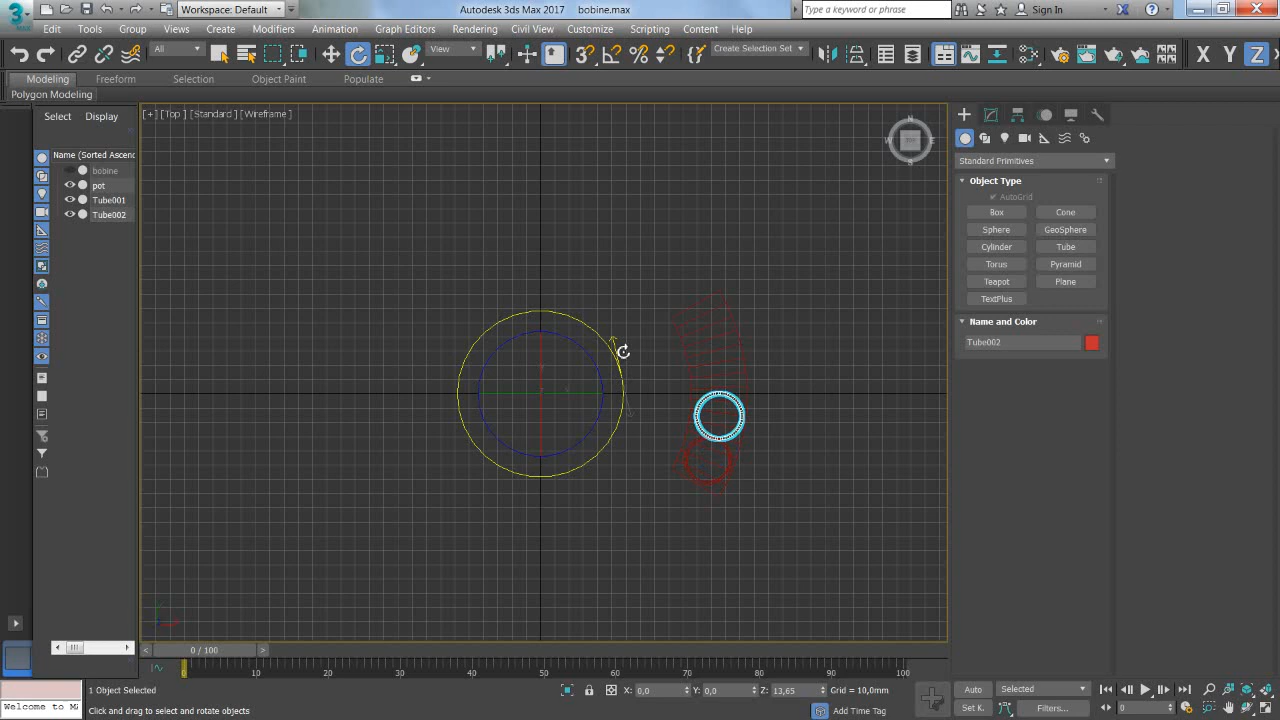 3
MAX
Workspace: Default
Autodesk 3ds Max 2017
bobine.max
Type a keyword or phrase
Sign In
Edit
Tools
Group
Views
Create
Modifiers
Animation
Graph Editors
Rendering
Civil View
Customize
Scripting
Content
Help
All
View
Create Selection Set
X
Y
Z
Modeling
Freeform
Selection
Object Paint
Populate
Polygon Modeling
Select
Display
Name (Sorted Ascenc
bobine
pot
Tube001
Tube002
[+] [Top ] [Standard ] [Wireframe ]
N
W
E
S
Standard Primitives
Object Type
AutoGrid
Box
Cone
Sphere
GeoSphere
Cylinder
Tube
Torus
Pyramid
Teapot
Plane
TextPlus
Name and Color
Tube002
0 / 100
0 10 20 30 40 50 60 70 80 90 100
1 Object Selected
X: 0,0
Y: 0,0
Z: 13,65
Grid = 10,0mm
Auto
Selected
Welcome to M
Click and drag to select and rotate objects
Add Time Tag
Set K.
Filters...
0